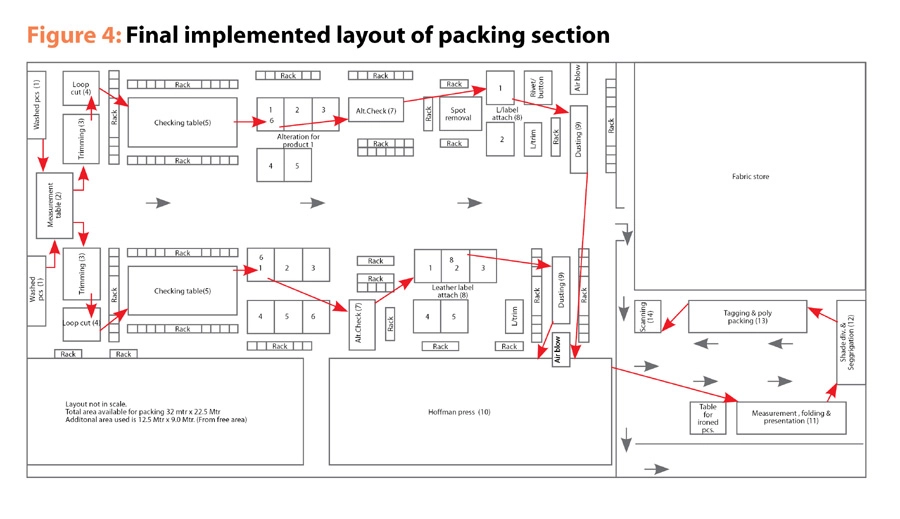 Figure 4: Final implemented layout of packing section
Washed pcs (1)
Loop
cut (4)
Trimming (3)
Rack
Rack
Checking table(5)
Rack
Rack
1
2
3
6
Alteration for
product 1
4
5
Rack
Alt.Check (7)
Rack
Rack
Rack
Spot
removal
Rack
1
L/label
attach (8)
2
Rivet/
button
L/trim
Rack
Air blow
Dusting (9)
Rack
Fabric store
Measurement
table (2)
Washed
pcs (1)
Trimming (3)
Loop cut (4)
Rack
Rack
Rack
Rack
Checking table(5)
Rack
6
1
2
3
4
5
6
Rack
Alt.Check (7)
Rack
Rack
Rack
8
1
2
3
Leather label
attach (8)
4
5
Rack
L/trim
Rack
Rack
Dusting (9)
Rack
Air blow
Scanning
(14)
Tagging & poly
packing (13)
Shade div. &
Seggrigation (12)
Table
for
ironed
pcs.
Measurement , folding &
presentation (11)
Layout not in scale.
Total area available for packing 32 mtr x 22.5 Mtr
Additonal area used is 12.5 Mtr x 9.0 Mtr. (From free area)
Hoffman press (10)